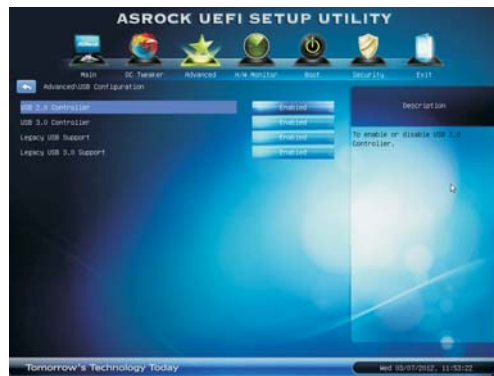 ASROCK UEFI SETUP UTILITY
Main OC Tweaker Advanced H/W Monitor Boot Security Exit
Advanced\USB Configuration
USB 2.0 Controller Enabled
USB 3.0 Controller Enabled
Legacy USB Support Enabled
Legacy USB 3.0 Support Enabled
Description
To enable or disable USB 2.0
Controller.
Tomorrow's Technology Today
Wed 03/07/2012, 11:53:22